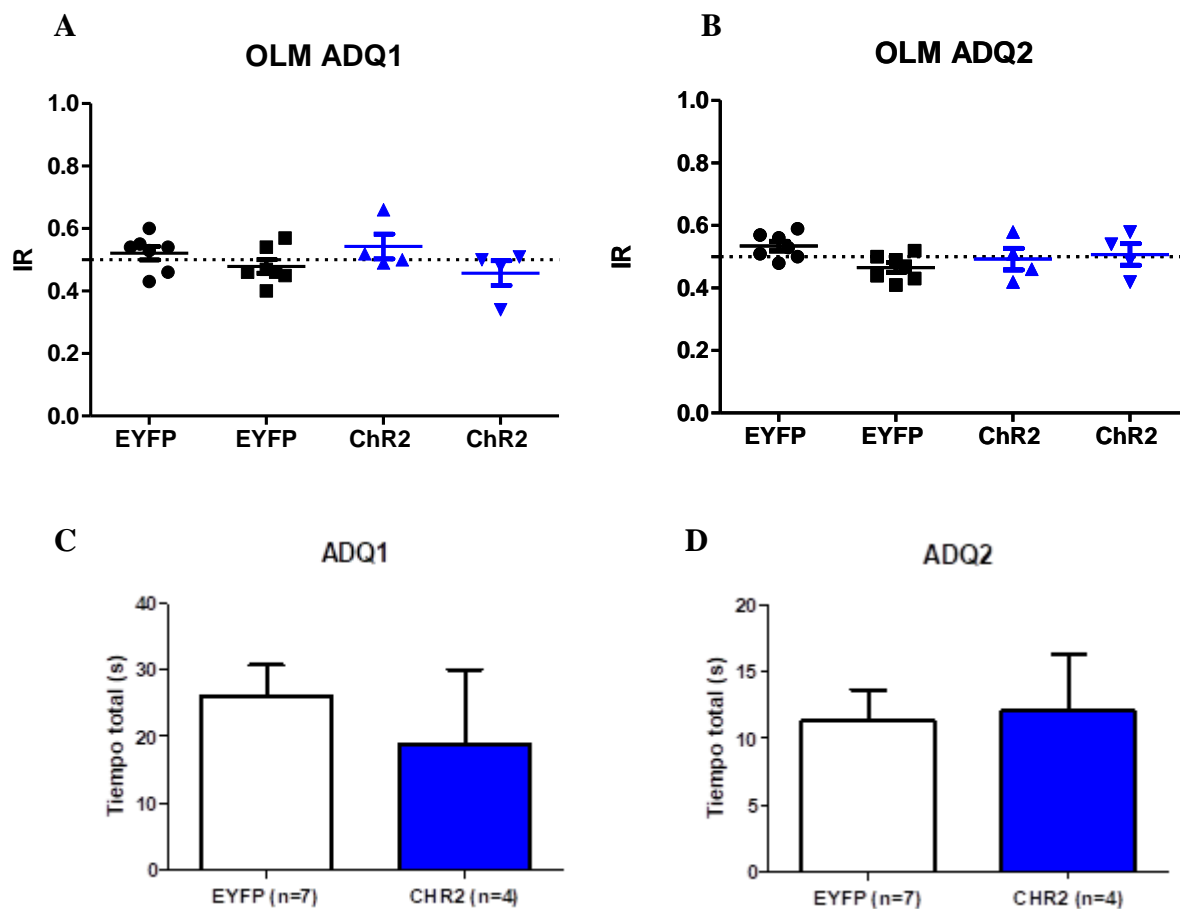 A
OLM ADQ1
1.0
0.8
0.6
0.4
0.2
0.0
IR
EYFP EYFP ChR2 ChR2
B
OLM ADQ2
1.0
0.8
0.6
0.4
0.2
0.0
IR
EYFP EYFP ChR2 ChR2
C
ADQ1
40
30
20
10
0
Tiempo total (s)
EYFP (n=7) CHR2 (n=4)
D
ADQ2
20
15
10
5
0
Tiempo total (s)
EYFP (n=7) CHR2 (n=4)